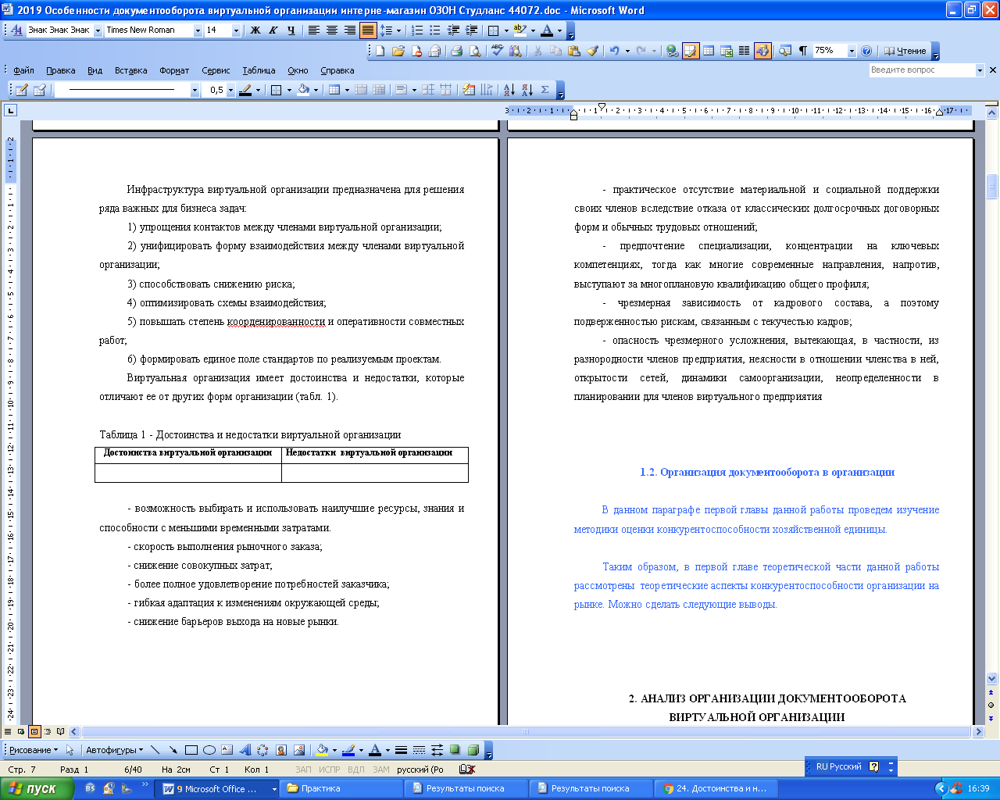 2019 Особенности документооборота виртуальной организации интерне-магазин ОЗОН Студланс 44072.doc - Microsoft Word
Знак Знак Знак Times New Roman 14 Ж К Ч
75% Чтение
Файл Правка Вид Вставка Формат Сервис Таблица Окно Справка Введите вопрос
0,5
Инфраструктура виртуальной организации предназначена для решения
ряда важных для бизнеса задач:
1) упрощения контактов между членами виртуальной организации;
2) унифицировать форму взаимодействия между членами виртуальной
организации;
3) способствовать снижению риска;
4) оптимизировать схемы взаимодействия;
5) повышать степень коорденированности и оперативности совместных
работ;
6) формировать единое поле стандартов по реализуемым проектам.
Виртуальная организация имеет достоинства и недостатки, которые
отличают ее от других форм организации (табл. 1).
Таблица 1 - Достоинства и недостатки виртуальной организации
Достоинства виртуальной организации Недостатки виртуальной организации
- возможность выбирать и использовать наилучшие ресурсы, знания и
способности с меньшими временными затратами.
- скорость выполнения рыночного заказа;
- снижение совокупных затрат;
- более полное удовлетворение потребностей заказчика;
- гибкая адаптация к изменениям окружающей среды;
- снижение барьеров выхода на новые рынки.
- практическое отсутствие материальной и социальной поддержки
своих членов вследствие отказа от классических долгосрочных договорных
форм и обычных трудовых отношений;
- предпочтение специализации, концентрации на ключевых
компетенциях, тогда как многие современные направления, напротив,
выступают за многоплановую квалификацию общего профиля;
- чрезмерная зависимость от кадрового состава, а поэтому
подверженностью рискам, связанным с текучестью кадров;
- опасность чрезмерного усложнения, вытекающая, в частности, из
разнородности членов предприятия, неясности в отношении членства в ней,
открытости сетей, динамики самоорганизации, неопределенности в
планировании для членов виртуального предприятия
1.2. Организация документооборота в организации
В данном параграфе первой главы данной работы проведем изучение
методики оценки конкурентоспособности хозяйственной единицы.
Таким образом, в первой главе теоретической части данной работы
рассмотрены теоретические аспекты конкурентоспособности организации на
рынке. Можно сделать следующие выводы.
2. АНАЛИЗ ОРГАНИЗАЦИИ ДОКУМЕНТООБОРОТА
ВИРТУАЛЬНОЙ ОРГАНИЗАЦИИ
Рисование Автофигуры
Стр. 7 Разд 1 6/40 На 2см Ст 1 Кол 1 ЗАП ИСПР ВДЛ ЗАМ русский (Ро
RU Русский
пуск 9 Microsoft Office ... Практика Результаты поиска Результаты поиска 24. Достоинства и н... 16:39